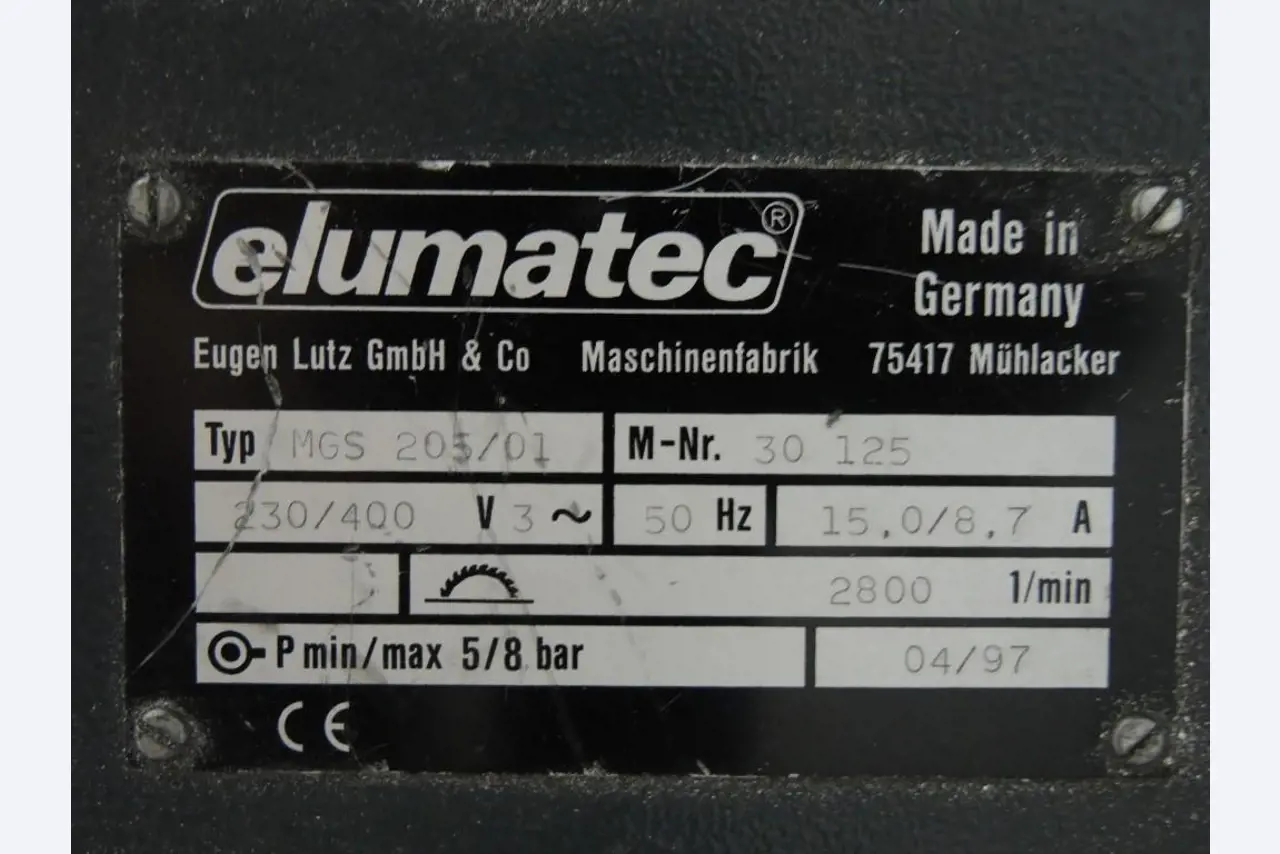 elumatec®
Made in
Germany
Eugen Lutz GmbH & Co Maschinenfabrik 75417 Mühlacker
Typ MGS 205/01 M-Nr. 30 125
230/400 V 3 ~ 50 Hz 15,0/8,7 A
2800 1/min
P min/max 5/8 bar 04/97
CE